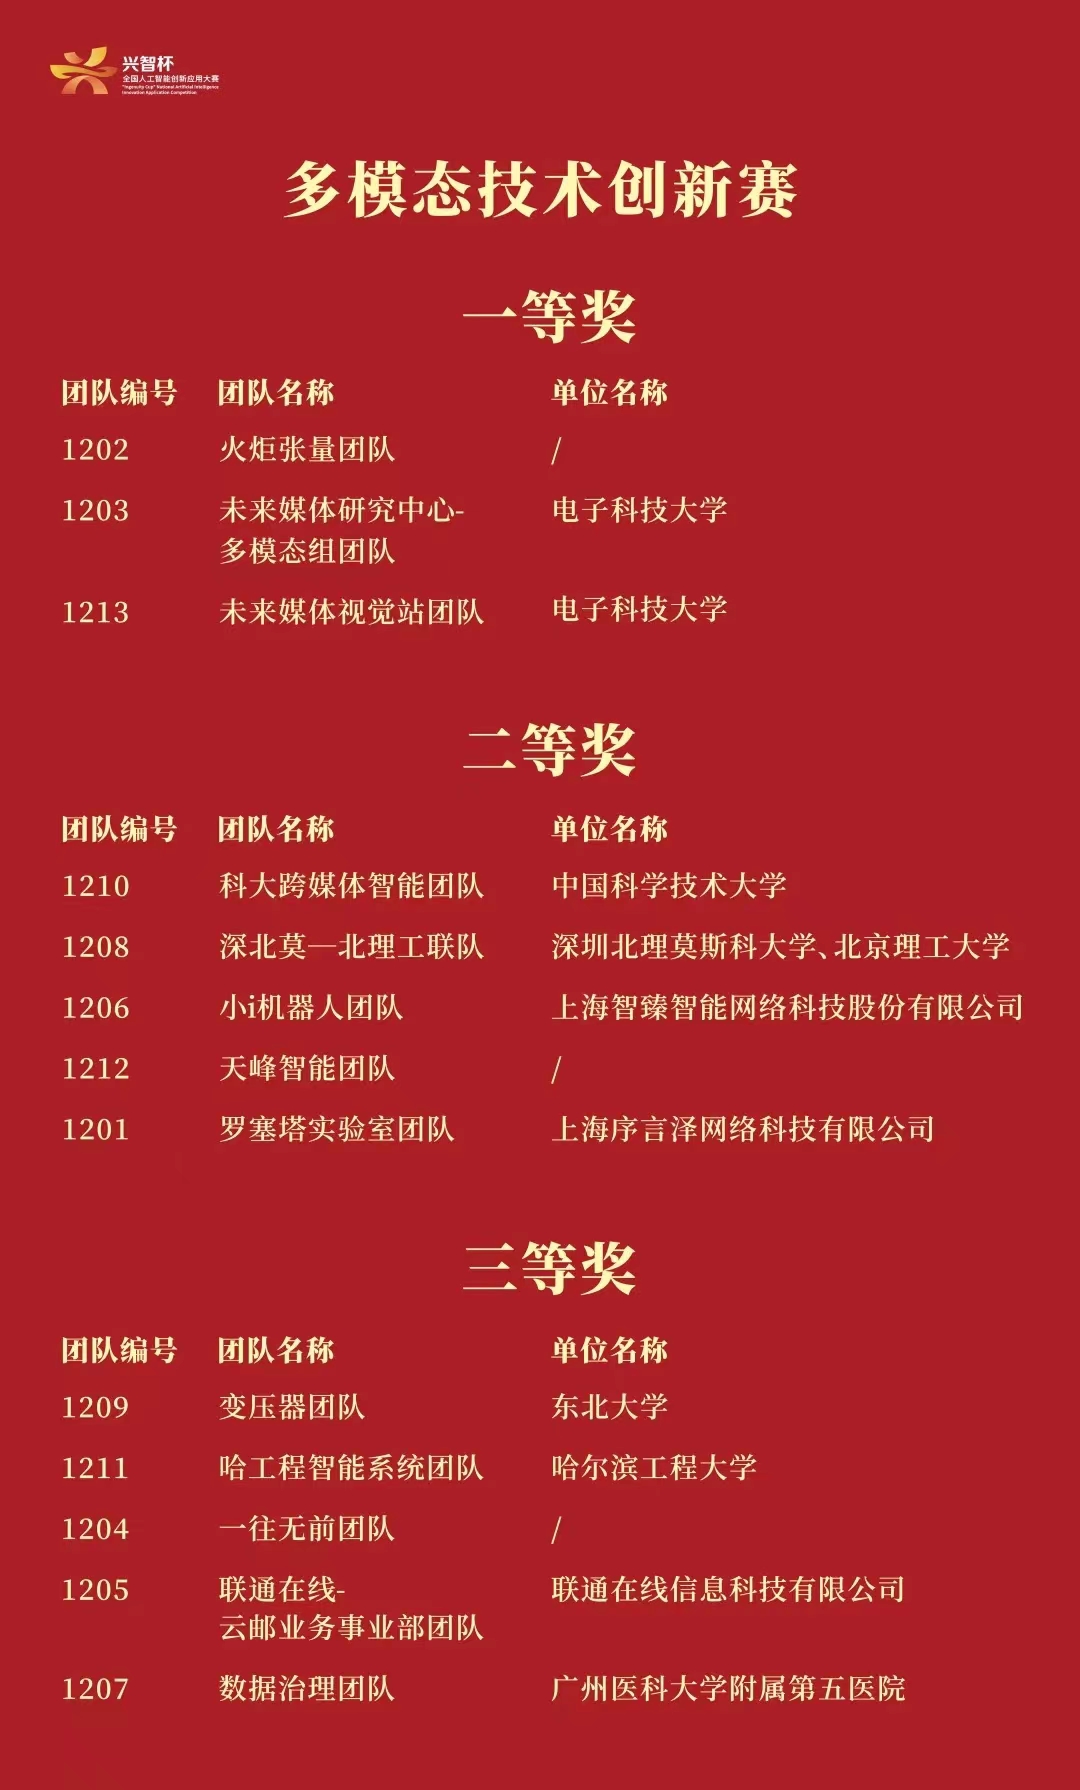 兴智杯
全国人工智能创新应用大赛
"Ingenuity Cup" National Artificial Intelligence
Innovation Application Competition
多模态技术创新赛
一等奖
团队编号 团队名称 单位名称
1202 火炬张量团队 /
1203 未来媒体研究中心- 电子科技大学
多模态组团队
1213 未来媒体视觉站团队 电子科技大学
二等奖
团队编号 团队名称 单位名称
1210 科大跨媒体智能团队 中国科学技术大学
1208 深北莫—北理工联队 深圳北理莫斯科大学、北京理工大学
1206 小i机器人团队 上海智臻智能网络科技股份有限公司
1212 天峰智能团队 /
1201 罗塞塔实验室团队 上海序言泽网络科技有限公司
三等奖
团队编号 团队名称 单位名称
1209 变压器团队 东北大学
1211 哈工程智能系统团队 哈尔滨工程大学
1204 一往无前团队 /
1205 联通在线- 联通在线信息科技有限公司
云邮业务事业部团队
1207 数据治理团队 广州医科大学附属第五医院